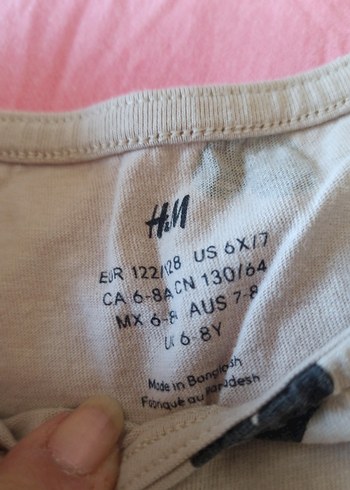 H&M
EUR 122/128 US 6X/7
CA 6-8A CN 130/64
MX 6-8 AUS 7-8
UK 6-8Y
Made in Bangladesh
Fabriqué au Bangladesh